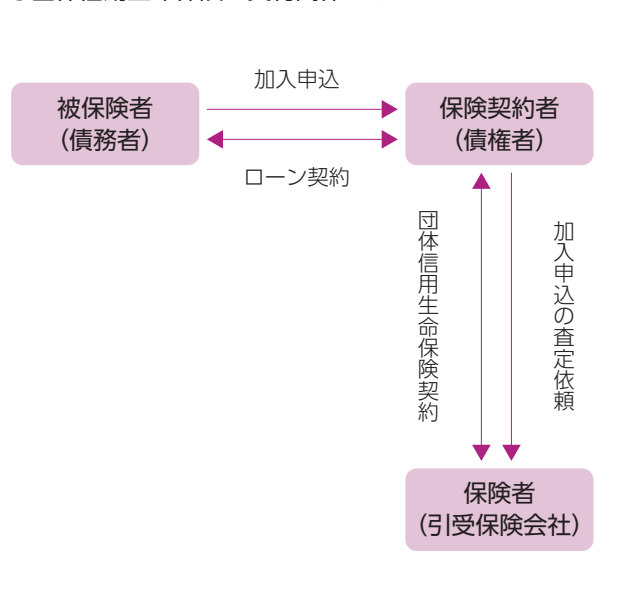 加入申込
被保険者
(債務者)
保険契約者
(債権者)
ローン契約
団体信用生命保険契約
加入申込の査定依頼
保険者
(引受保険会社)